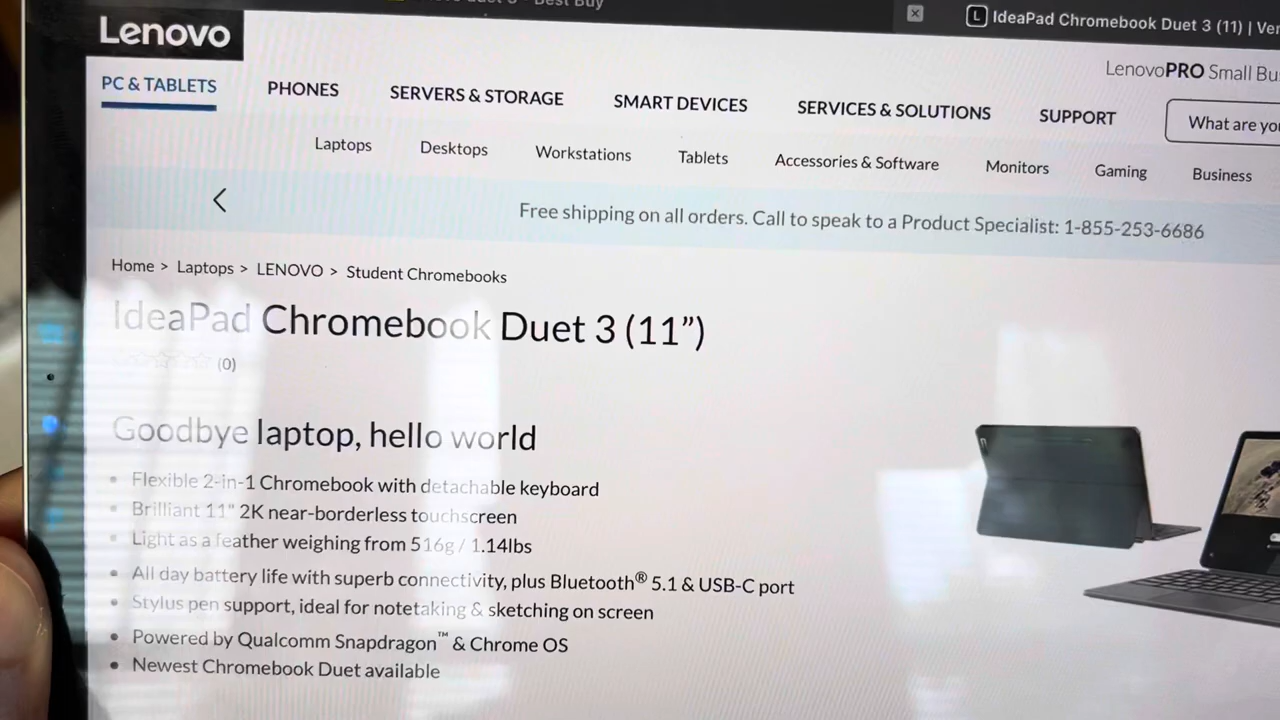 Best Buy
IdeaPad Chromebook Duet 3 (11) | Ver
Lenovo
LenovoPRO Small Bu
PC & TABLETS
PHONES
SERVERS & STORAGE
SMART DEVICES
SERVICES & SOLUTIONS
SUPPORT
What are you
Laptops
Desktops
Workstations
Tablets
Accessories & Software
Monitors
Gaming
Business
Free shipping on all orders. Call to speak to a Product Specialist: 1-855-253-6686
Home > Laptops > LENOVO > Student Chromebooks
IdeaPad Chromebook Duet 3 (11”)
(0)
Goodbye laptop, hello world
• Flexible 2-in-1 Chromebook with detachable keyboard
• Brilliant 11" 2K near-borderless touchscreen
• Light as a feather weighing from 516g / 1.14lbs
• All day battery life with superb connectivity, plus Bluetooth® 5.1 & USB-C port
• Stylus pen support, ideal for notetaking & sketching on screen
• Powered by Qualcomm Snapdragon™ & Chrome OS
• Newest Chromebook Duet available